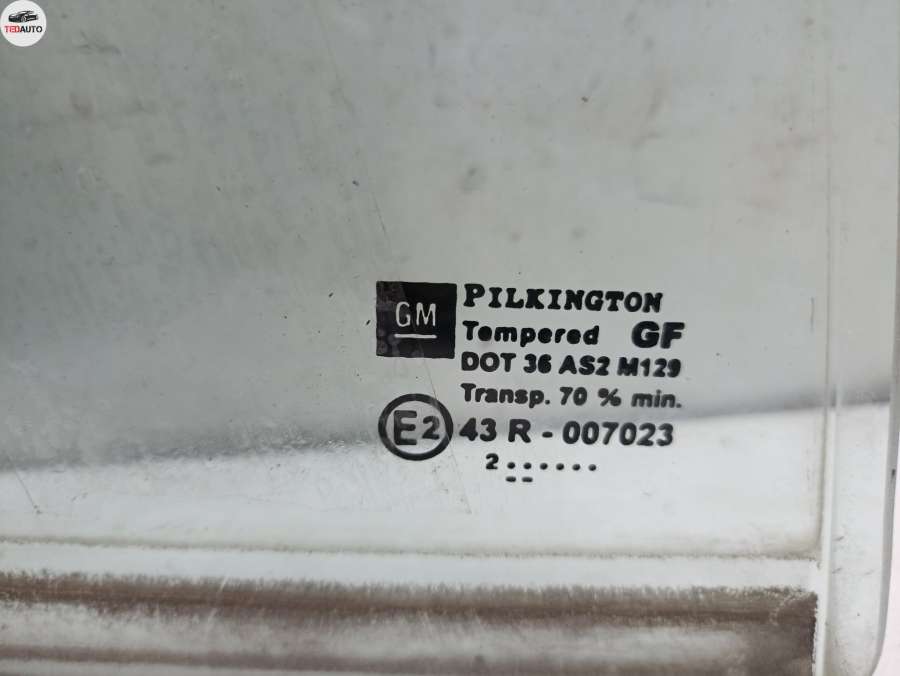 TEDAUTO
GM
PILKINGTON
Tempered GF
DOT 36 AS2 M129
Transp. 70 % min.
E2 43 R - 007023
2......
--